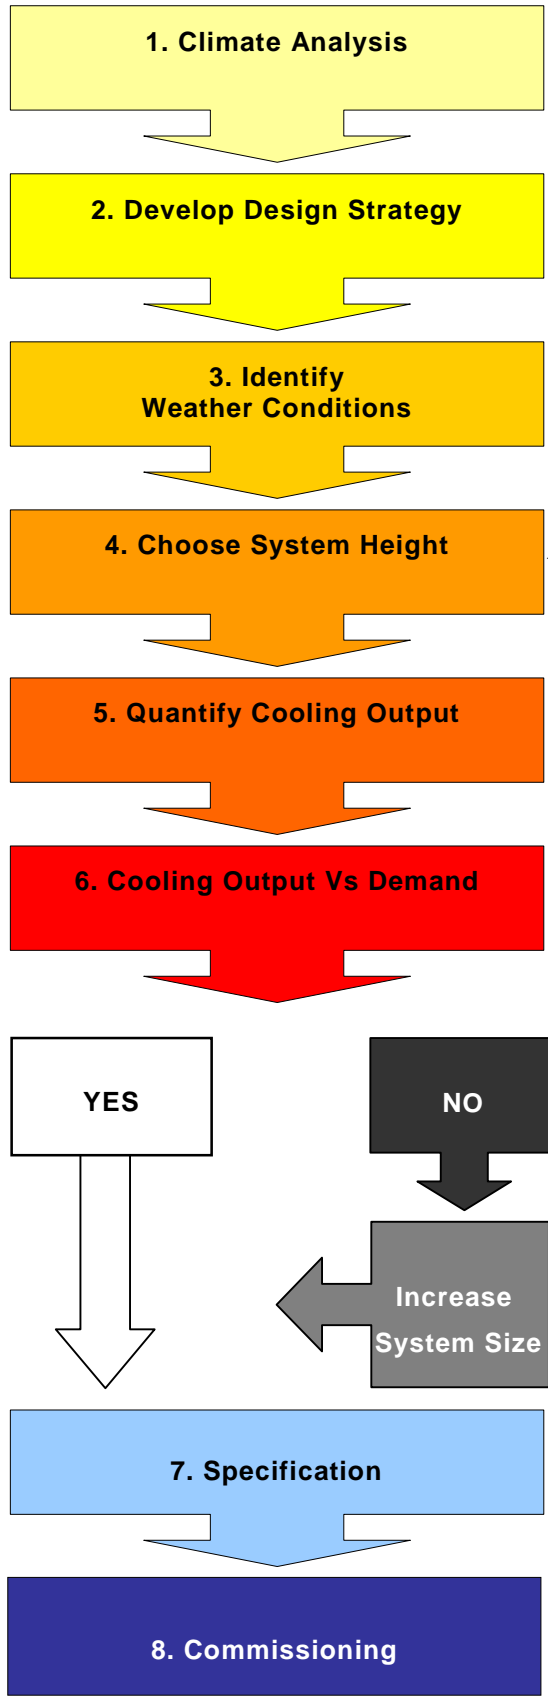 1. Climate Analysis
2. Develop Design Strategy
3. Identify
Weather Conditions
4. Choose System Height
5. Quantify Cooling Output
6. Cooling Output Vs Demand
YES
NO
Increase
System Size
7. Specification
8. Commissioning